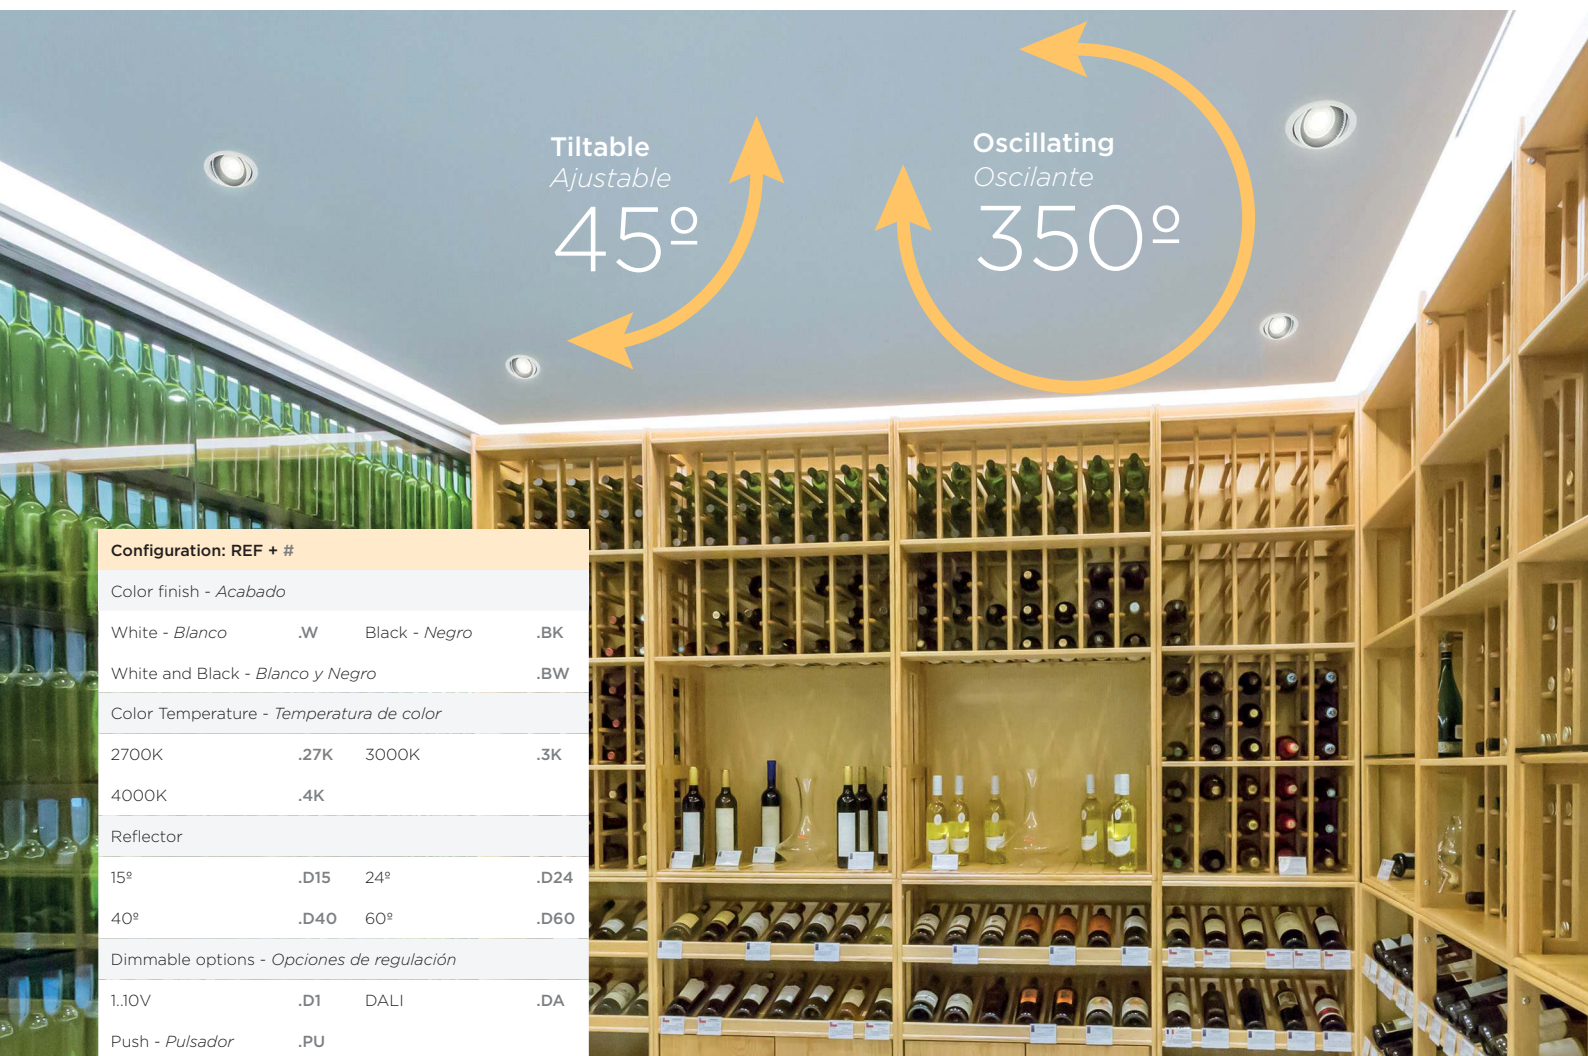 Tiltable
Ajustable
45º
Oscillating
Oscilante
350º
Configuration: REF + #
Color finish - Acabado
White - Blanco .W Black - Negro .BK
White and Black - Blanco y Negro .BW
Color Temperature - Temperatura de color
2700K .27K 3000K .3K
4000K .4K
Reflector
15º .D15 24º .D24
40º .D40 60º .D60
Dimmable options - Opciones de regulación
1..10V .D1 DALI .DA
Push - Pulsador .PU